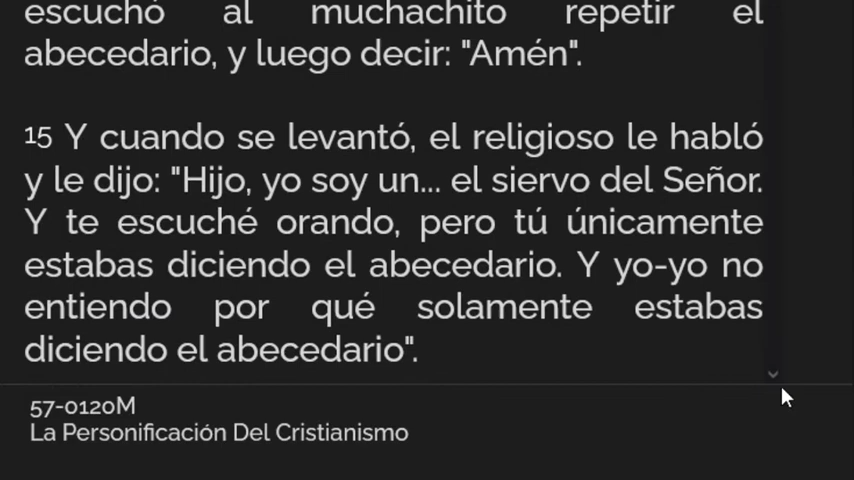 escuchó al muchachito repetir el
abecedario, y luego decir: "Amén".
15 Y cuando se levantó, el religioso le habló
y le dijo: "Hijo, yo soy un... el siervo del Señor.
Y te escuché orando, pero tú únicamente
estabas diciendo el abecedario. Y yo-yo no
entiendo por qué solamente estabas
diciendo el abecedario".
57-0120M
La Personificación Del Cristianismo